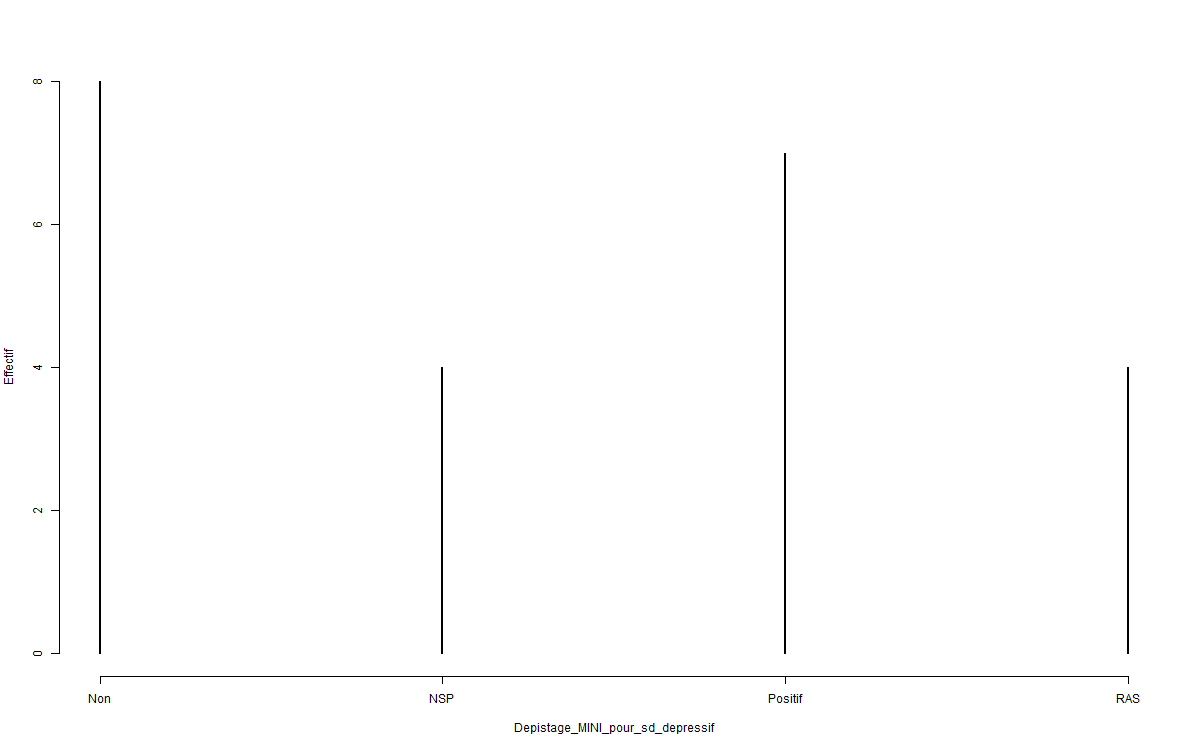 8
6
4
2
0
Effectif
Non NSP Positif RAS
Depistage_MINI_pour_sd_depressif